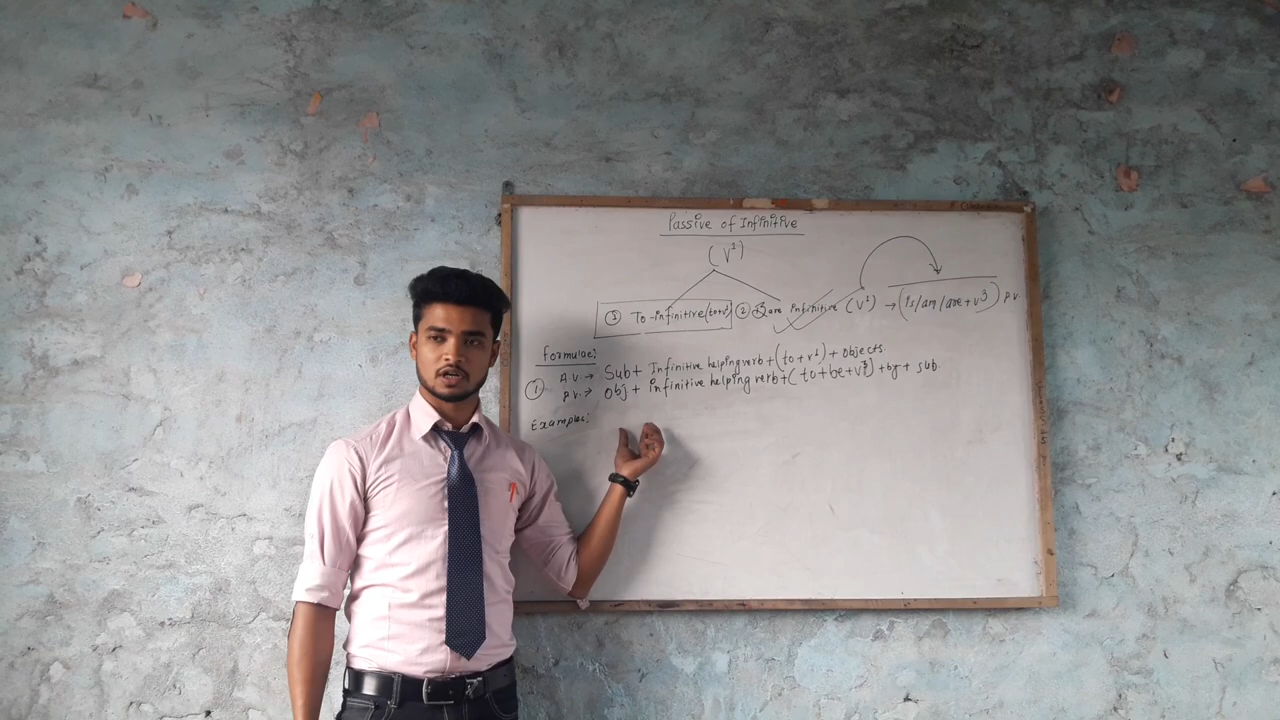 Passive of Infinitive
(V¹)
① To-infinitive (to+v¹) ② Bare Infinitive (V¹) → (is/am/are + v3) P.V.
Formulae:
① A.V. → Sub + Infinitive helping verb + (to + v¹) + Objects.
P.V. → Obj + Infinitive helping verb + (to + be + v3) + by + sub.
Examples: